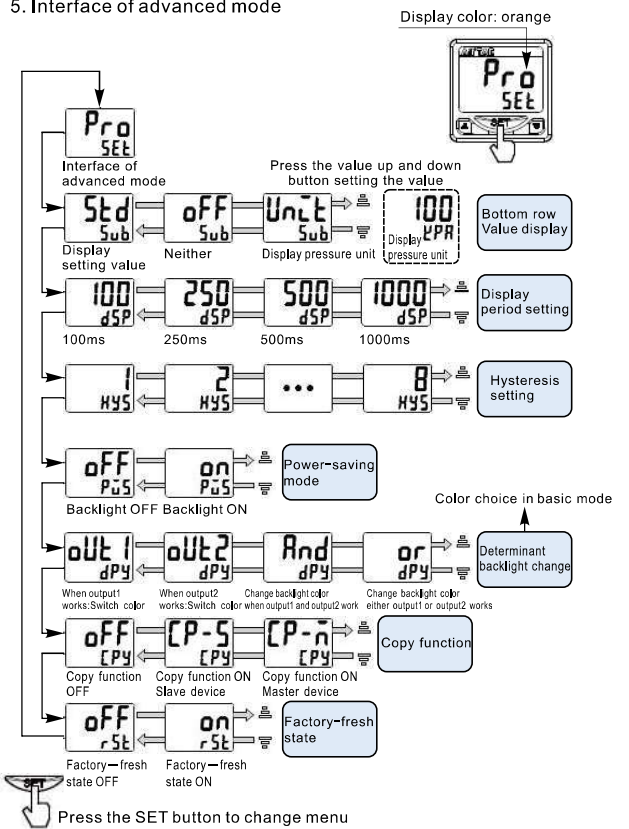 5. Interface of advanced mode
Display color: orange
Pro
SEt
SET
Pro
SEt
Interface of
advanced mode
Press the value up and down
button setting the value
Std
Sub
oFF
Sub
Unit
Sub
100
KPA
Display
pressure unit
Display
setting value
Neither
Display pressure unit
Bottom row
Value display
100
dSP
250
dSP
500
dSP
1000
dSP
100ms
250ms
500ms
1000ms
Display
period setting
1
HYS
2
HYS
•••
8
HYS
Hysteresis
setting
oFF
PwS
on
PwS
Backlight OFF
Backlight ON
Power-saving
mode
Color choice in basic mode
oUt1
dPY
oUt2
dPY
And
dPY
or
dPY
When output1
works:Switch color
When output2
works:Switch color
Change backlight color
when output1 and output2 work
Change backlight color
either output1 or output2 works
Determinant
backlight change
oFF
CPY
CP-S
CPY
CP-m
CPY
Copy function
OFF
Copy function ON
Slave device
Copy function ON
Master device
Copy function
oFF
rSt
on
rSt
Factory—fresh
state OFF
Factory—fresh
state ON
Factory-fresh
state
SET
Press the SET button to change menu